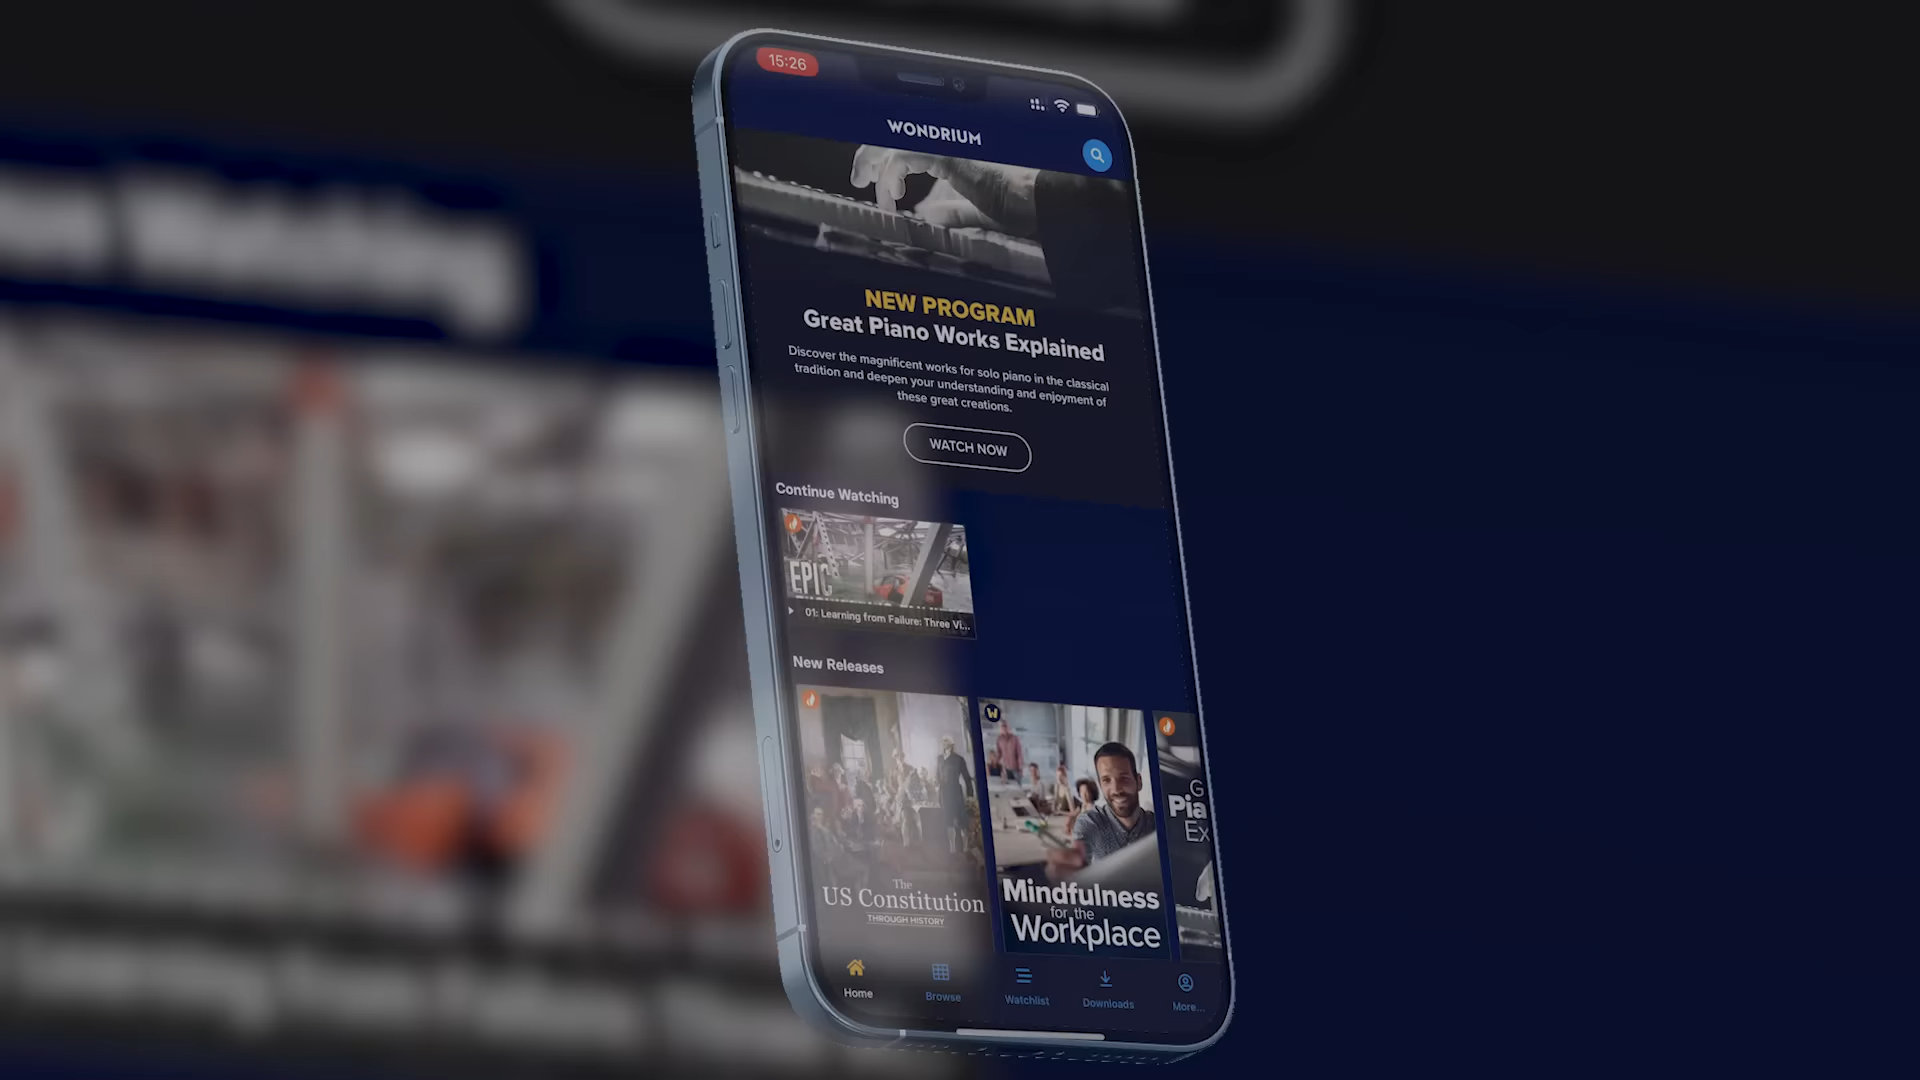 15:26
WONDRIUM
NEW PROGRAM
Great Piano Works Explained
Discover the magnificent works for solo piano in the classical
tradition and deepen your understanding and enjoyment of
these great creations.
WATCH NOW
Continue Watching
EPIC
01: Learning from Failure: Three Vi...
New Releases
The
US Constitution
THROUGH HISTORY
W
Mindfulness
for the
Workplace
G
Pia
Ex
Home
Browse
Watchlist
Downloads
More...
Watching